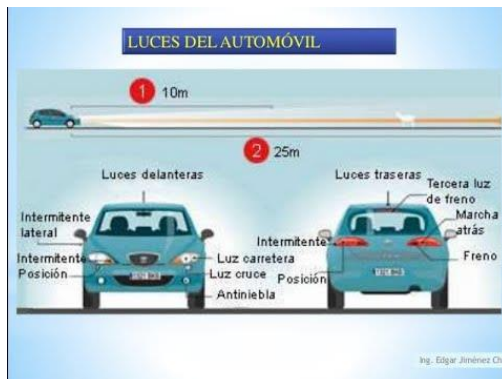 LUCES DEL AUTOMÓVIL
1 10m
2 25m
Luces delanteras
Intermitente
lateral
Intermitente
Posición
Luz carretera
Luz cruce
Antiniebla
Luces traseras
Tercera luz
de freno
Marcha
atrás
Intermitente
Freno
Posición
Ing. Edgar Jiménez Ch